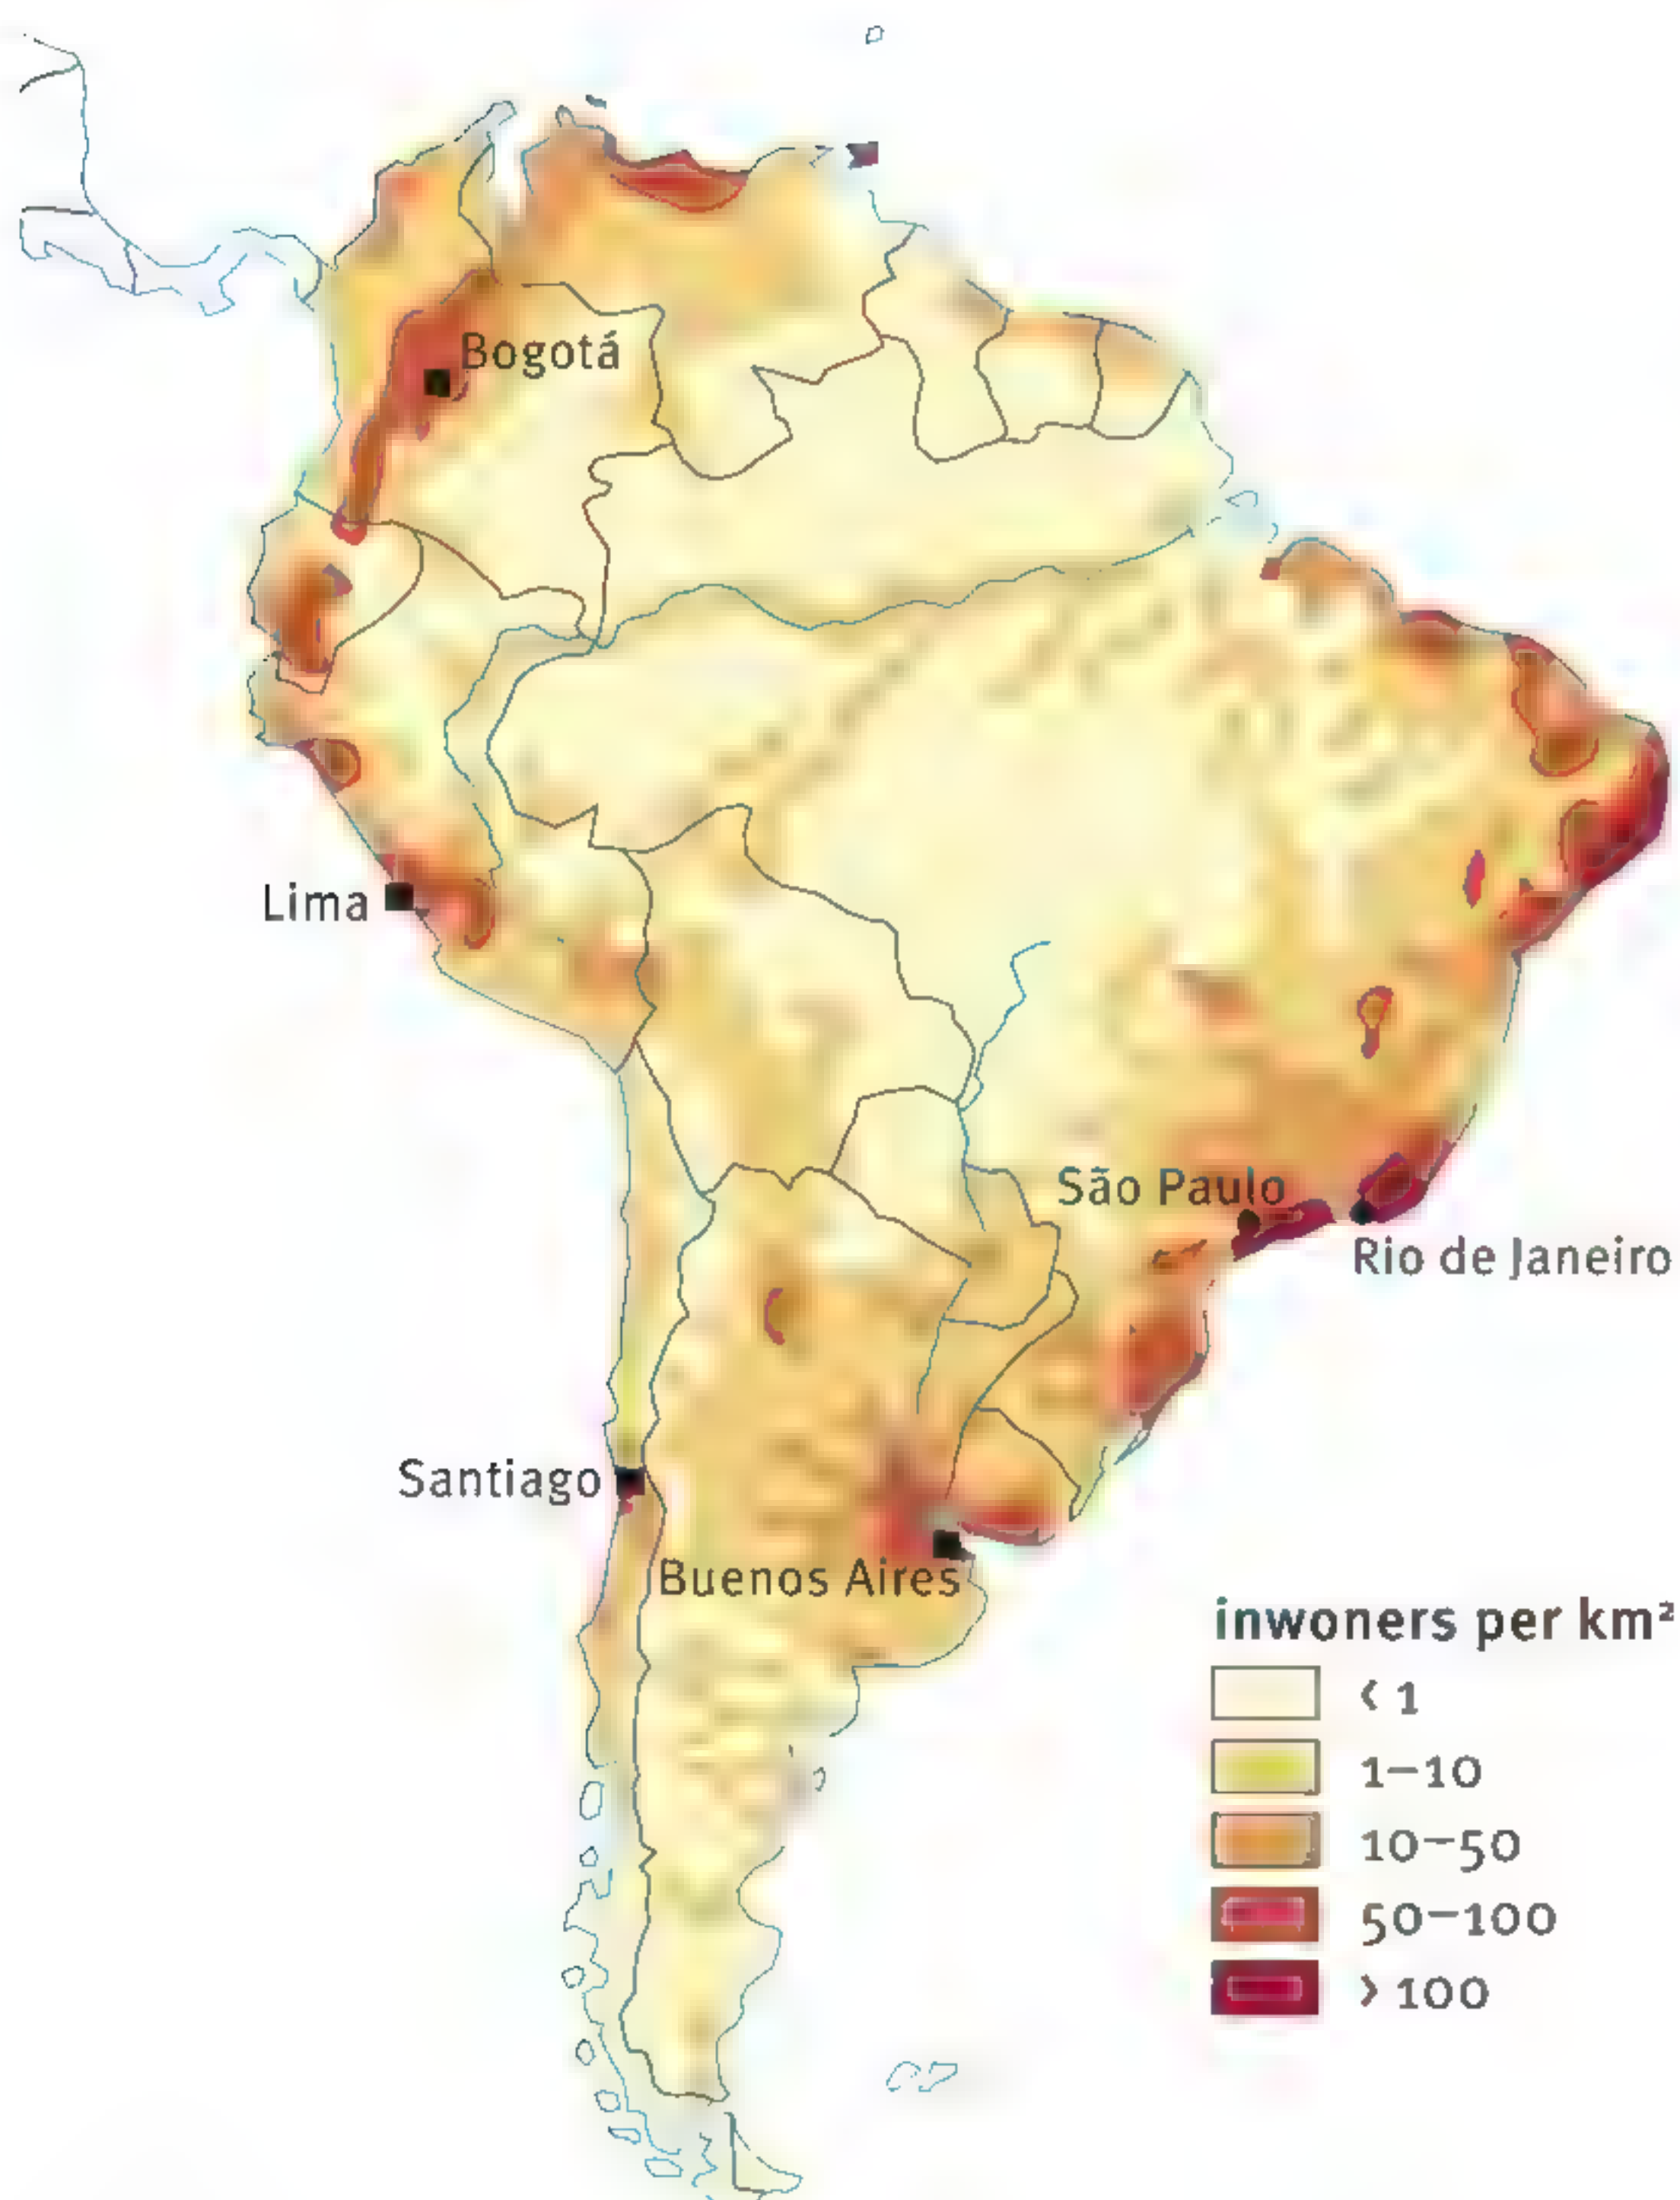 Bogotá
Lima
São Paulo
Rio de Janeiro
Santiago
Buenos Aires
inwoners per km²
< 1
1–10
10–50
50–100
> 100